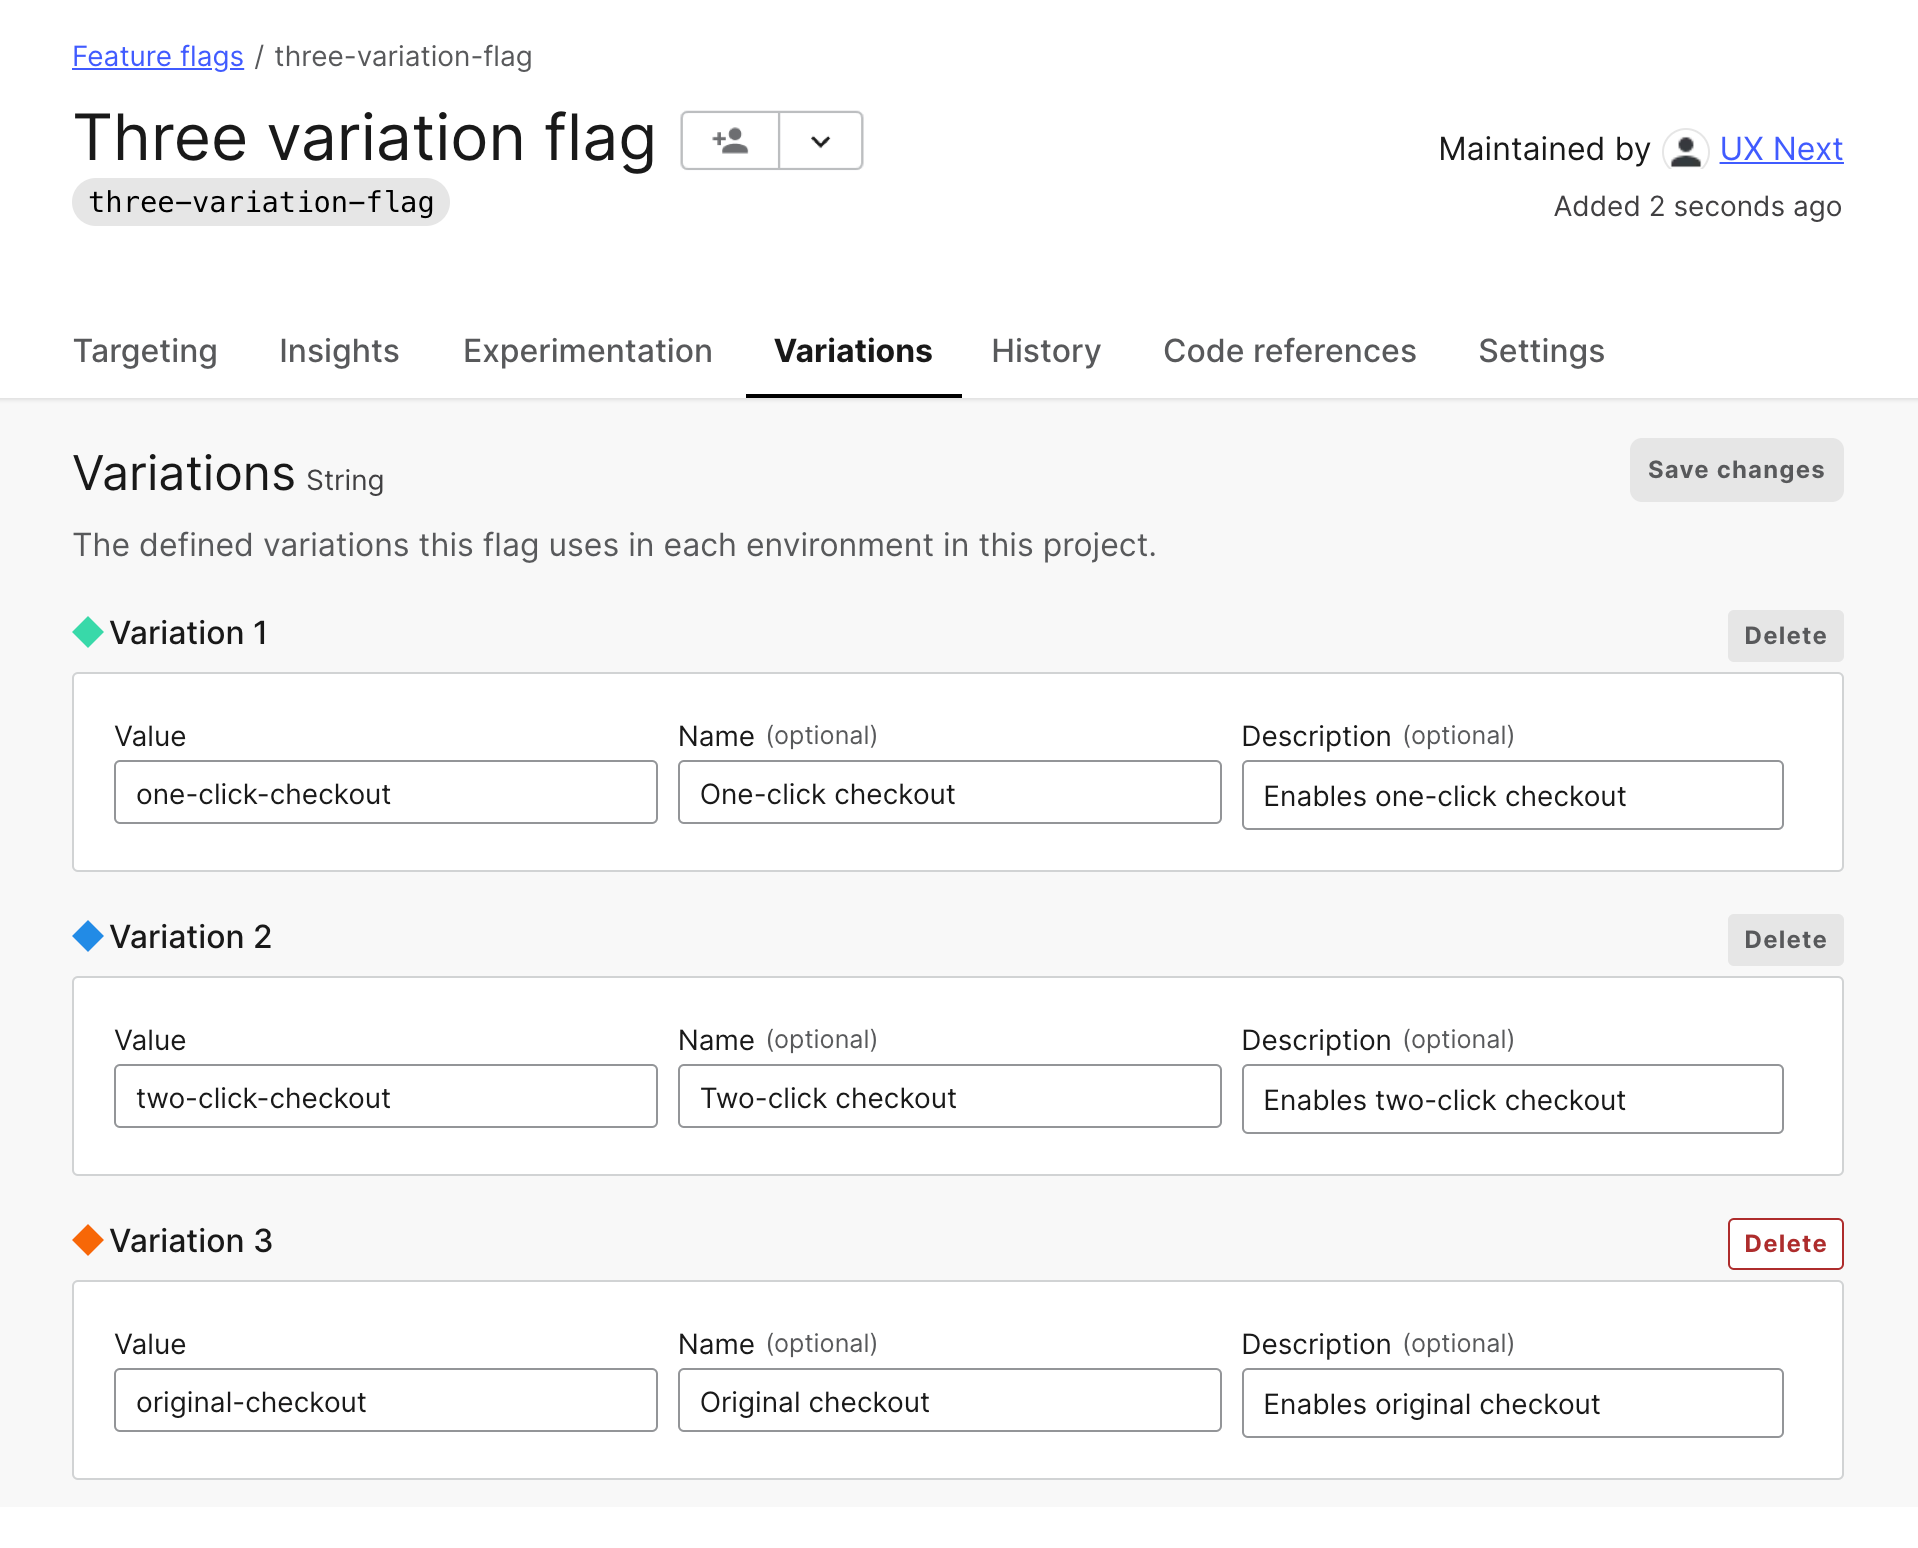 Feature flags / three-variation-flag
Three variation flag
Maintained by UX Next
three-variation-flag
Added 2 seconds ago
Targeting Insights Experimentation Variations History Code references Settings
Variations String
Save changes
The defined variations this flag uses in each environment in this project.
Variation 1
Delete
Value Name (optional) Description (optional)
one-click-checkout One-click checkout Enables one-click checkout
Variation 2
Delete
Value Name (optional) Description (optional)
two-click-checkout Two-click checkout Enables two-click checkout
Variation 3
Delete
Value Name (optional) Description (optional)
original-checkout Original checkout Enables original checkout